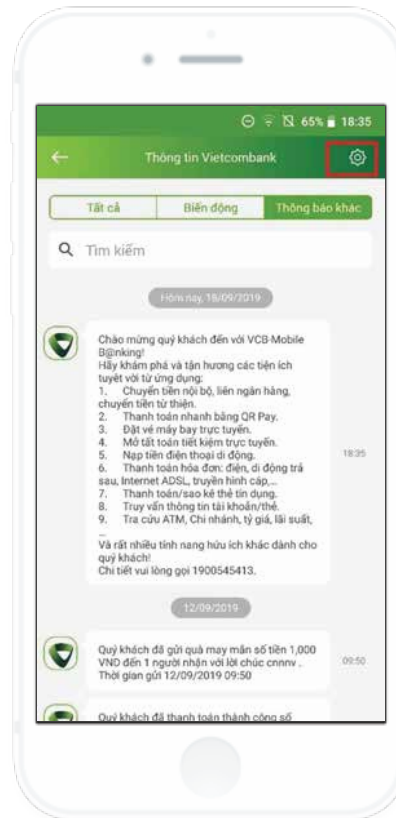 65% 18:35
Thông tin Vietcombank
Tất cả Biến động Thông báo khác
Tìm kiếm
Hôm nay, 18/09/2019
Chào mừng quý khách đến với VCB-Mobile
B@nking!
Hãy khám phá và tận hưởng các tiện ích
tuyệt vời từ ứng dụng:
1. Chuyển tiền nội bộ, liên ngân hàng,
chuyển tiền từ thiện.
2. Thanh toán nhanh bằng QR Pay.
3. Đặt vé máy bay trực tuyến.
4. Mở tất toán tiết kiệm trực tuyến.
5. Nạp tiền điện thoại di động.
6. Thanh toán hóa đơn: điện, di động trả
sau, Internet ADSL, truyền hình cáp,...
7. Thanh toán/sao kê thẻ tín dụng.
8. Truy vấn thông tin tài khoản/thẻ.
9. Tra cứu ATM, Chi nhánh, tỷ giá, lãi suất,
...
Và rất nhiều tính nang hưu ích khác dành cho
quý khách!
Chi tiết vui lòng gọi 1900545413.
18:35
12/09/2019
Quý khách đã gửi quà may mắn số tiền 1,000
VND đến 1 người nhận với lời chúc cnnnv .
Thời gian gửi 12/09/2019 09:50
09:50
Quý khách đã thanh toán thành công số